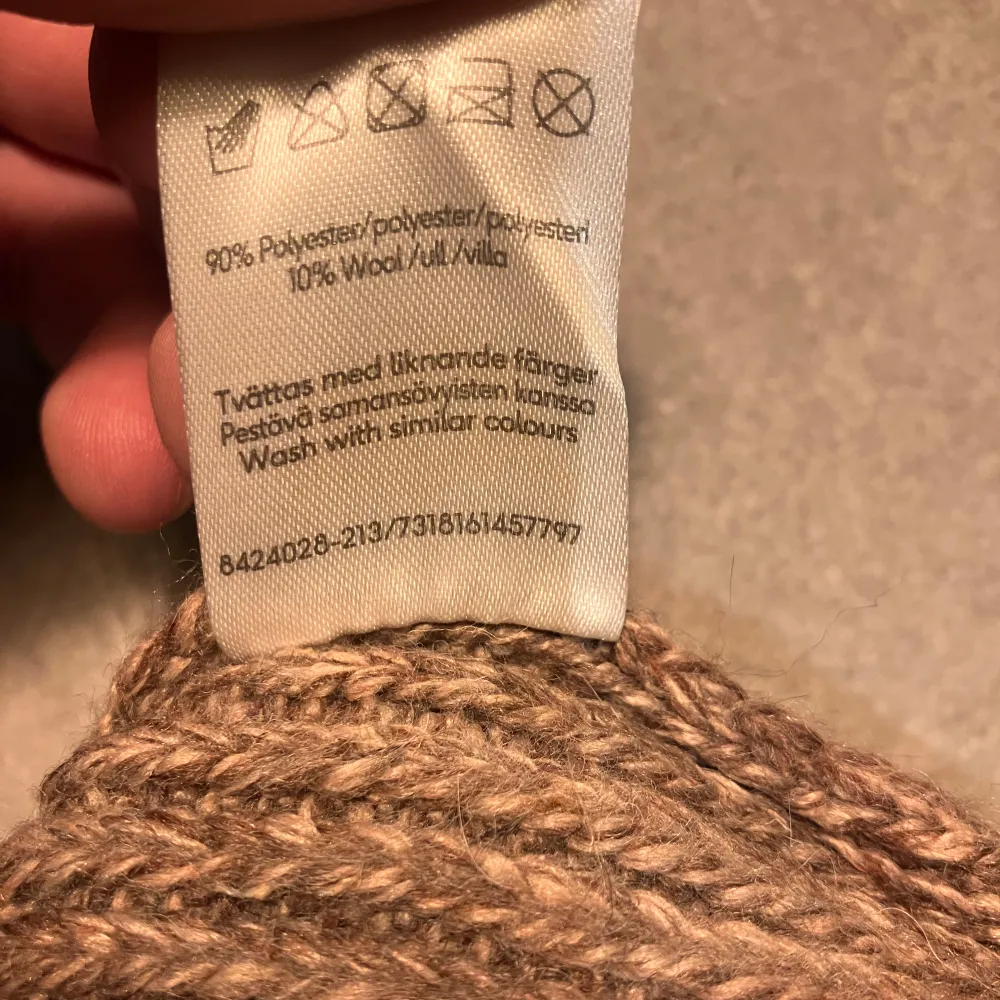 90% Polyester/polyester/polyesteri
10% Wool/ull/villa
Tvättas med liknande färger
Pestävä samansävyisten kanssa
Wash with similar colours
8424028-213/7318161457797